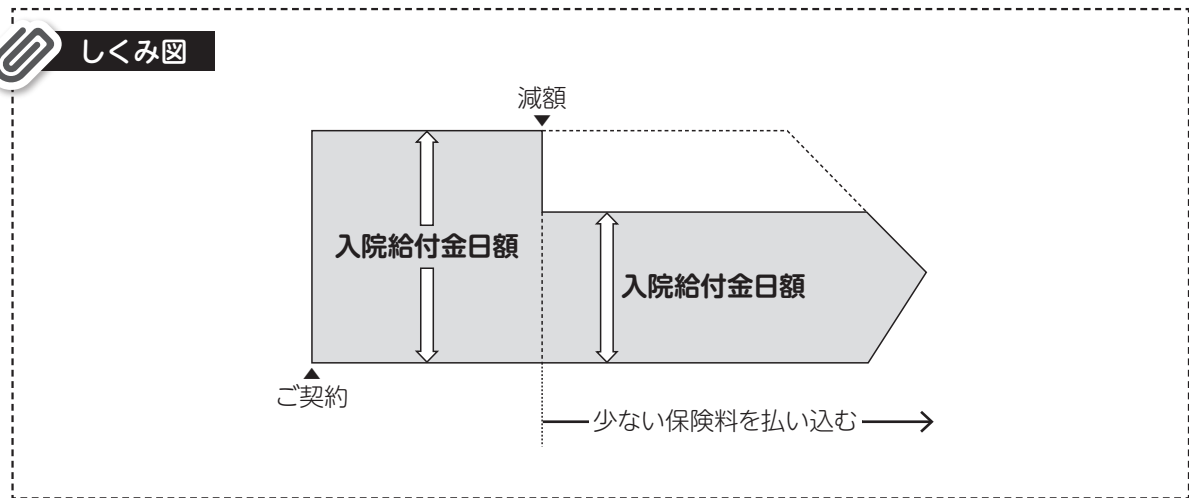 しくみ図
減額
▼
入院給付金日額
入院給付金日額
▲
ご契約
少ない保険料を払い込む